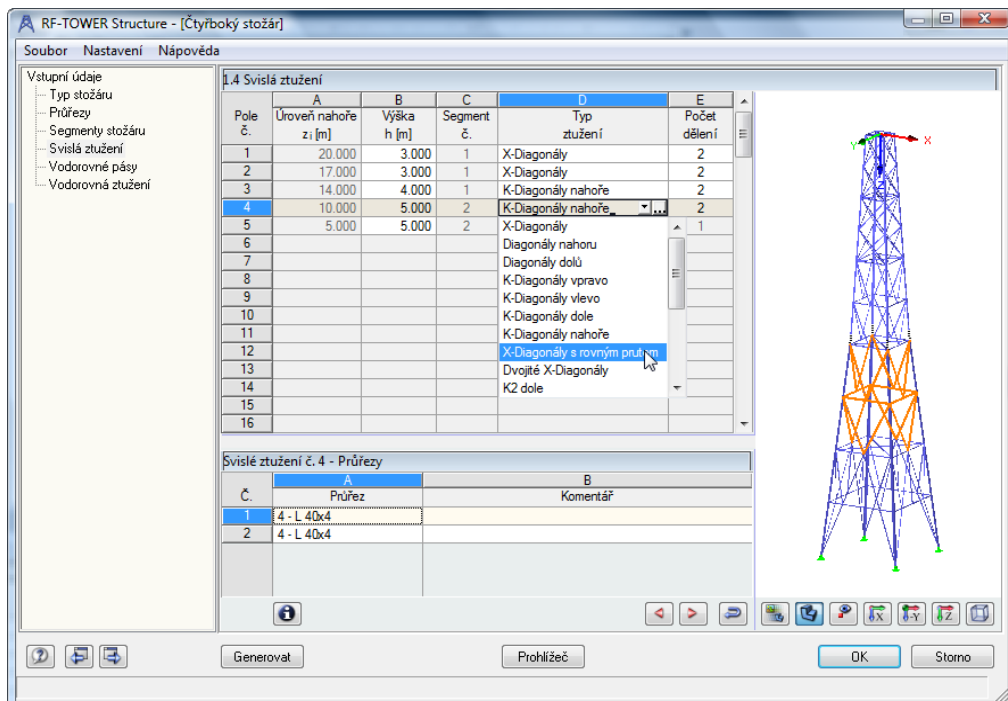 RF-TOWER Structure - [Čtyřboký stožár]
Soubor Nastavení Nápověda
Vstupní údaje
Typ stožáru
Průřezy
Segmenty stožáru
Svislá ztužení
Vodorovné pásy
Vodorovná ztužení
1.4 Svislá ztužení
A B C D E
Pole Úroveň nahoře Výška Segment Typ Počet
č. z i [m] h [m] č. ztužení dělení
1 20.000 3.000 1 X-Diagonály 2
2 17.000 3.000 1 X-Diagonály 2
3 14.000 4.000 1 K-Diagonály nahoře 2
4 10.000 5.000 2 K-Diagonály nahoře ... 2
5 5.000 5.000 2 X-Diagonály 1
6 Diagonály nahoru
7 Diagonály dolů
8 K-Diagonály vpravo
9 K-Diagonály vlevo
10 K-Diagonály dole
11 K-Diagonály nahoře
12 X-Diagonály s rovným prutem
13 Dvojité X-Diagonály
14 K2 dole
15
16
X
Y
Z
Svislé ztužení č. 4 - Průřezy
A B
Č. Průřez Komentář
1 4 - L 40x4
2 4 - L 40x4
X -Y Z
Generovat Prohlížeč OK Storno